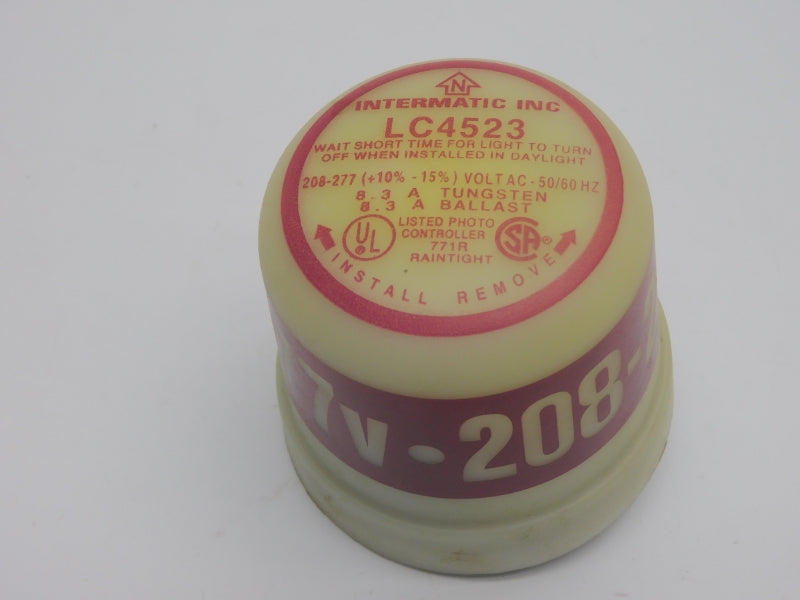 N
INTERMATIC INC
LC4523
WAIT SHORT TIME FOR LIGHT TO TURN
OFF WHEN INSTALLED IN DAYLIGHT
208-277 (+10% - 15%) VOLT AC - 50/60 HZ
8.3 A TUNGSTEN
8.3 A BALLAST
UL
LISTED PHOTO
CONTROLLER
771R
RAINTIGHT
SA®
INSTALL REMOVE
7v - 208-